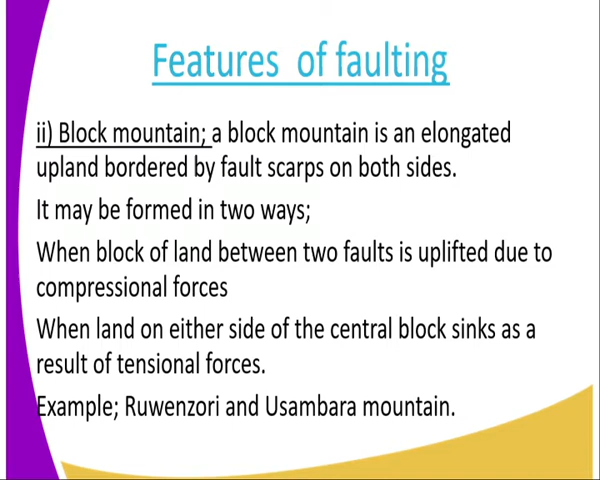 Features of faulting
ii) Block mountain; a block mountain is an elongated
upland bordered by fault scarps on both sides.
It may be formed in two ways;
When block of land between two faults is uplifted due to
compressional forces
When land on either side of the central block sinks as a
result of tensional forces.
Example; Ruwenzori and Usambara mountain.